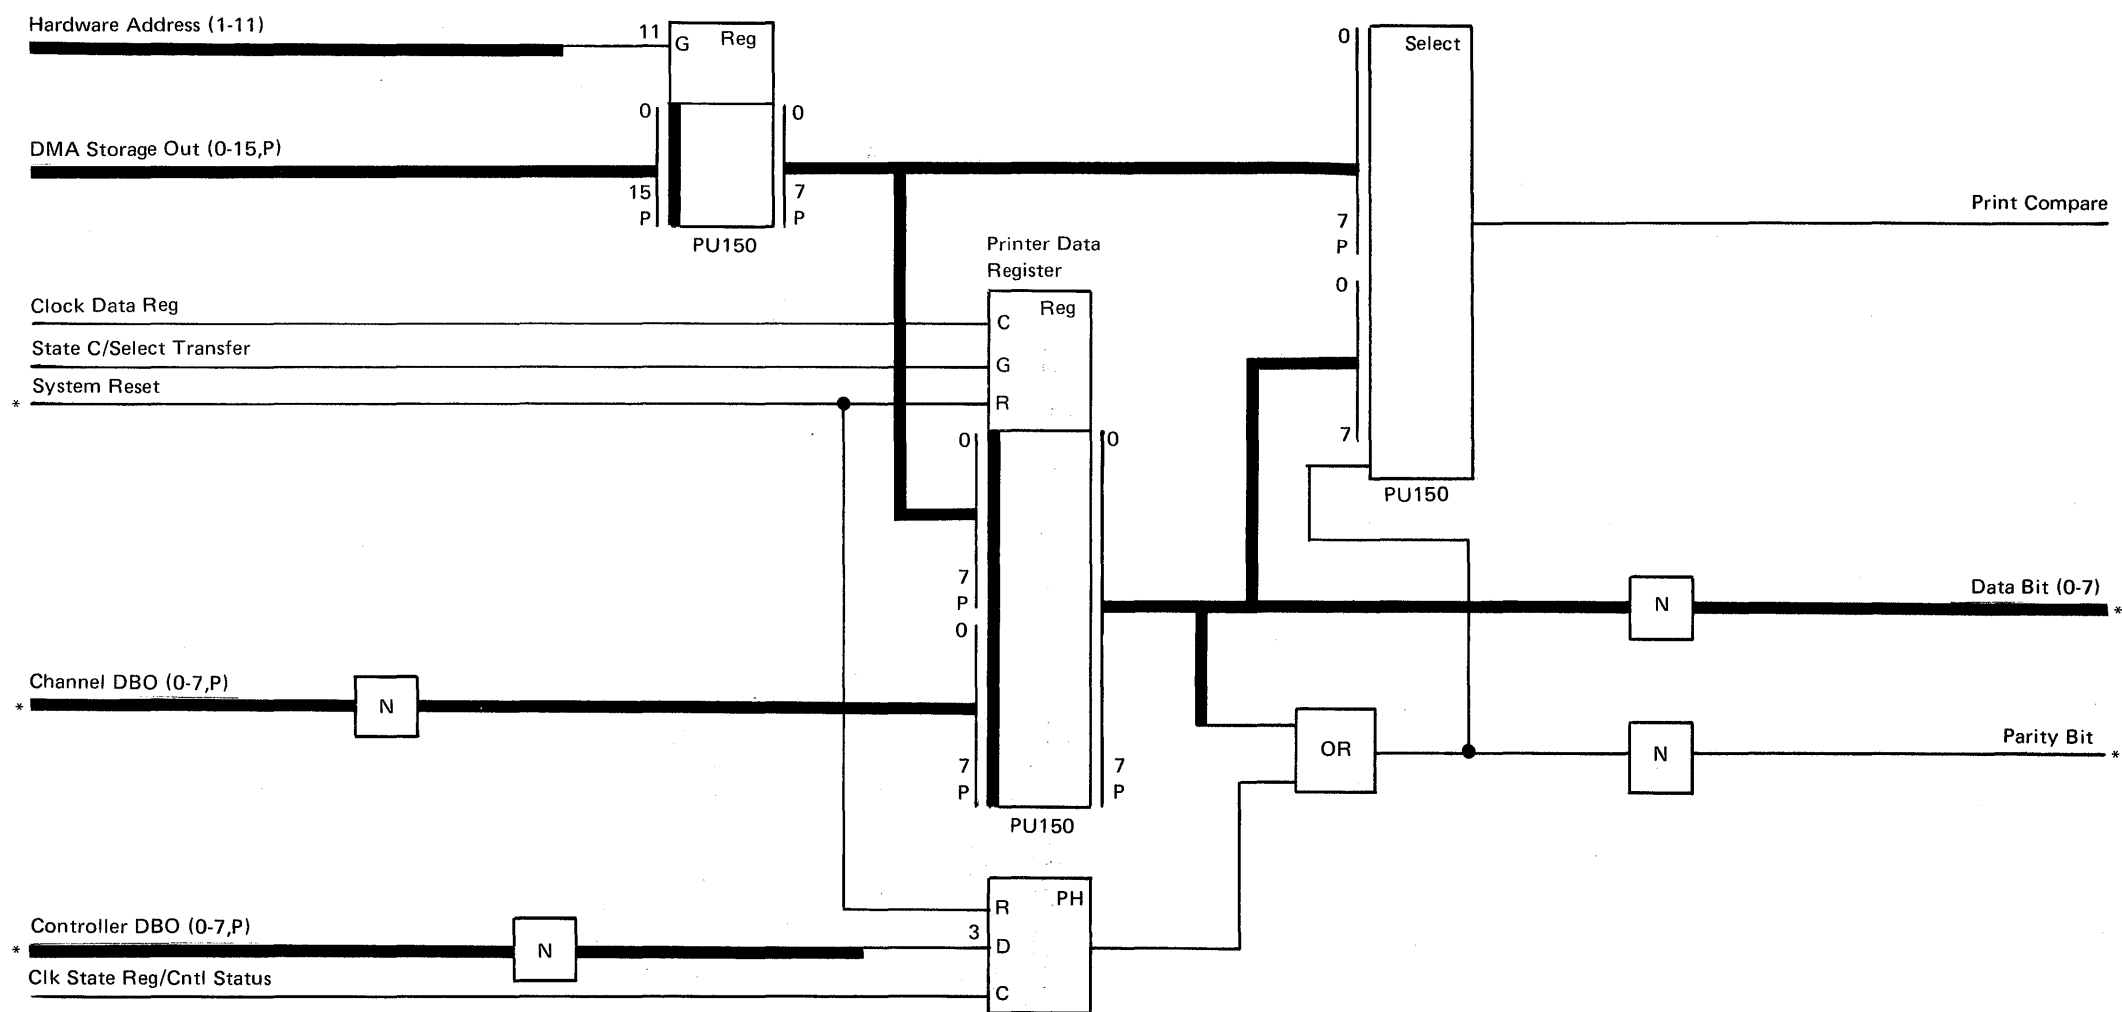 Hardware Address (1-11)
11
G
Reg
0
Select
DMA Storage Out (0-15,P)
0
15
P
0
7
P
PU150
7
P
Print Compare
Printer Data
Register
Clock Data Reg
C
Reg
0
State C/Select Transfer
G
System Reset
*
R
0
0
7
PU150
7
P
0
N
Data Bit (0-7)
*
Channel DBO (0-7,P)
*
N
7
P
7
P
PU150
OR
N
Parity Bit
*
R
PH
Controller DBO (0-7,P)
*
N
3
D
Clk State Reg/Cntl Status
C